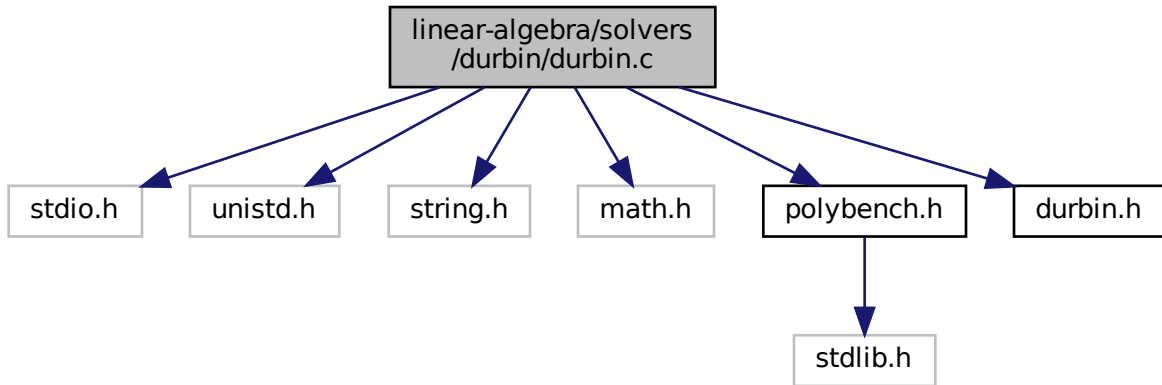 linear-algebra/solvers
/durbin/durbin.c
stdio.h
unistd.h
string.h
math.h
polybench.h
durbin.h
stdlib.h